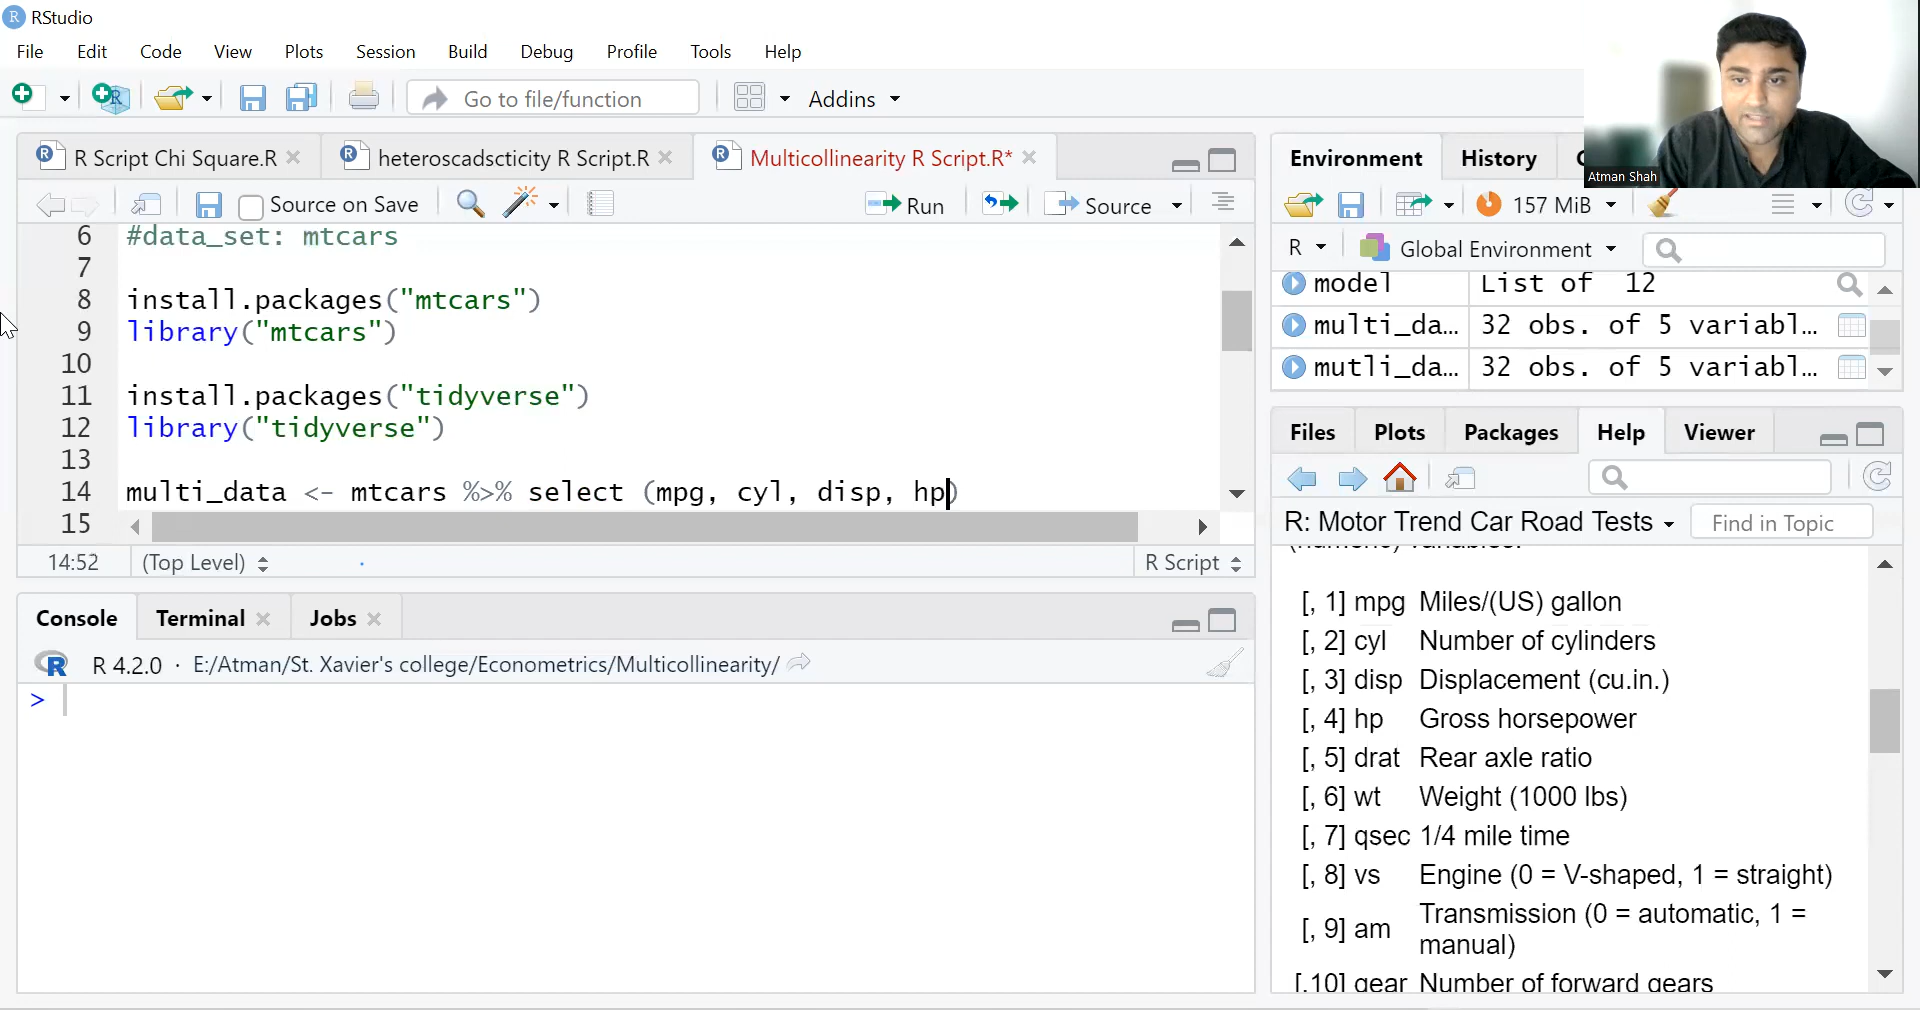 RStudio
File Edit Code View Plots Session Build Debug Profile Tools Help
Go to file/function Addins
Atman Shah
R Script Chi Square.R heteroscadscticity R Script.R Multicollinearity R Script.R*
Source on Save Run Source
6 #data_set: mtcars
7
8 install.packages("mtcars")
9 library("mtcars")
10
11 install.packages("tidyverse")
12 library("tidyverse")
13
14 multi_data <- mtcars %>% select (mpg, cyl, disp, hp)
15
14:52 (Top Level) R Script
Console Terminal Jobs
R 4.2.0 · E:/Atman/St. Xavier's college/Econometrics/Multicollinearity/
>
Environment History
157 MiB
R Global Environment
model List of 12
multi_da... 32 obs. of 5 variabl...
mutli_da... 32 obs. of 5 variabl...
Files Plots Packages Help Viewer
R: Motor Trend Car Road Tests Find in Topic
[, 1] mpg Miles/(US) gallon
[, 2] cyl Number of cylinders
[, 3] disp Displacement (cu.in.)
[, 4] hp Gross horsepower
[, 5] drat Rear axle ratio
[, 6] wt Weight (1000 lbs)
[, 7] qsec 1/4 mile time
[, 8] vs Engine (0 = V-shaped, 1 = straight)
[, 9] am Transmission (0 = automatic, 1 =
manual)
[,10] gear Number of forward gears